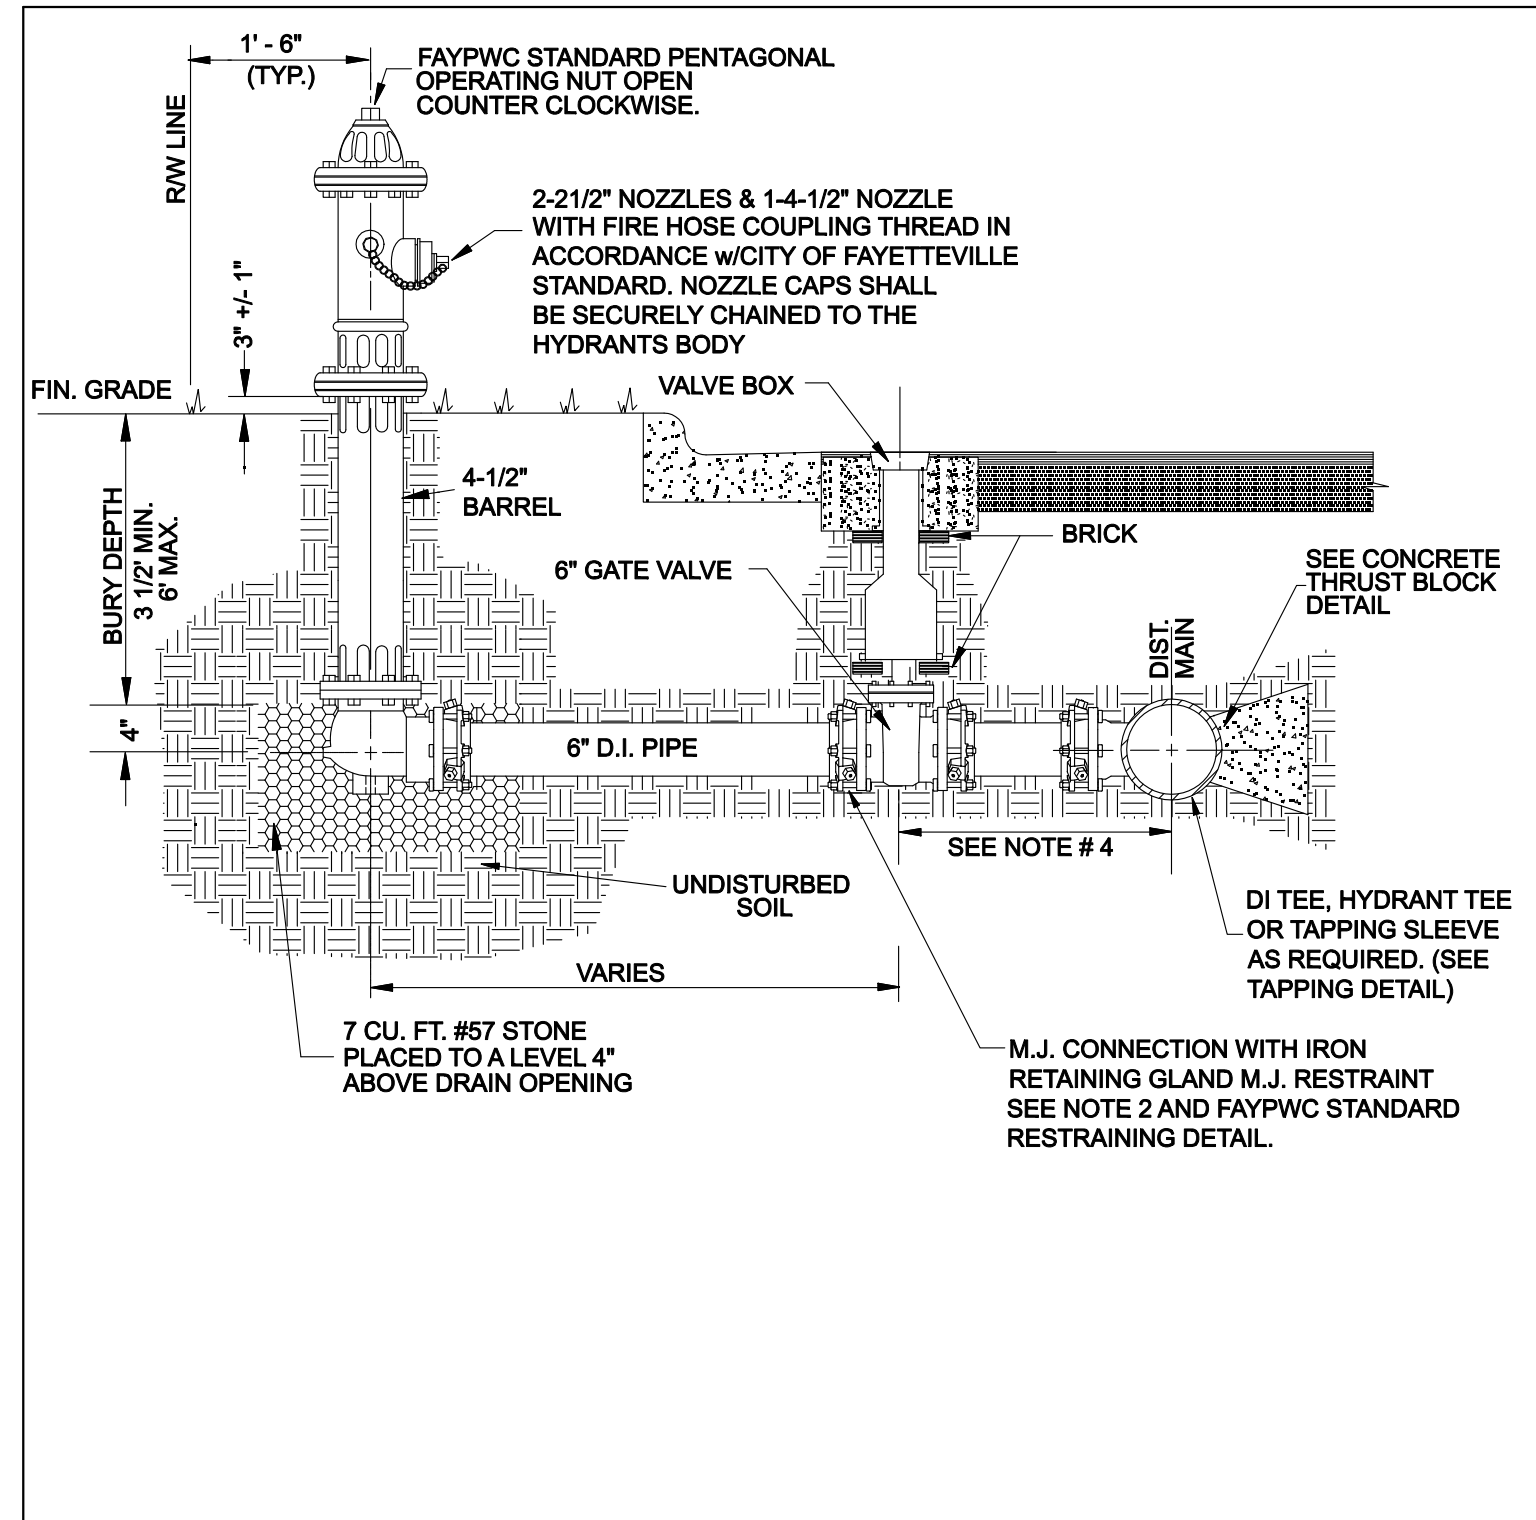 1' - 6"
(TYP.)
R/W LINE
FAYPWC STANDARD PENTAGONAL
OPERATING NUT OPEN
COUNTER CLOCKWISE.
2-21/2" NOZZLES & 1-4-1/2" NOZZLE
WITH FIRE HOSE COUPLING THREAD IN
ACCORDANCE w/CITY OF FAYETTEVILLE
STANDARD. NOZZLE CAPS SHALL
BE SECURELY CHAINED TO THE
HYDRANTS BODY
3" +/- 1"
FIN. GRADE
VALVE BOX
4-1/2"
BARREL
BURY DEPTH
3 1/2' MIN.
6' MAX.
BRICK
6" GATE VALVE
SEE CONCRETE
THRUST BLOCK
DETAIL
DIST.
MAIN
4"
6" D.I. PIPE
SEE NOTE # 4
UNDISTURBED
SOIL
DI TEE, HYDRANT TEE
OR TAPPING SLEEVE
AS REQUIRED. (SEE
TAPPING DETAIL)
VARIES
7 CU. FT. #57 STONE
PLACED TO A LEVEL 4"
ABOVE DRAIN OPENING
M.J. CONNECTION WITH IRON
RETAINING GLAND M.J. RESTRAINT
SEE NOTE 2 AND FAYPWC STANDARD
RESTRAINING DETAIL.